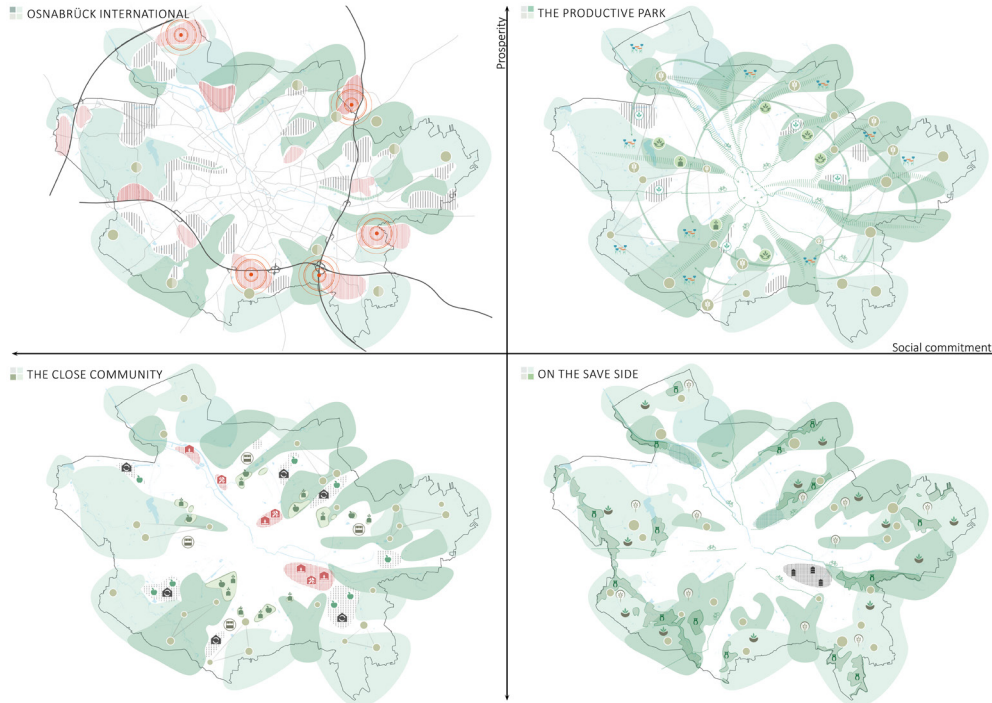 OSNABRÜCK INTERNATIONAL
THE PRODUCTIVE PARK
Prosperity
Social commitment
THE CLOSE COMMUNITY
ON THE SAVE SIDE